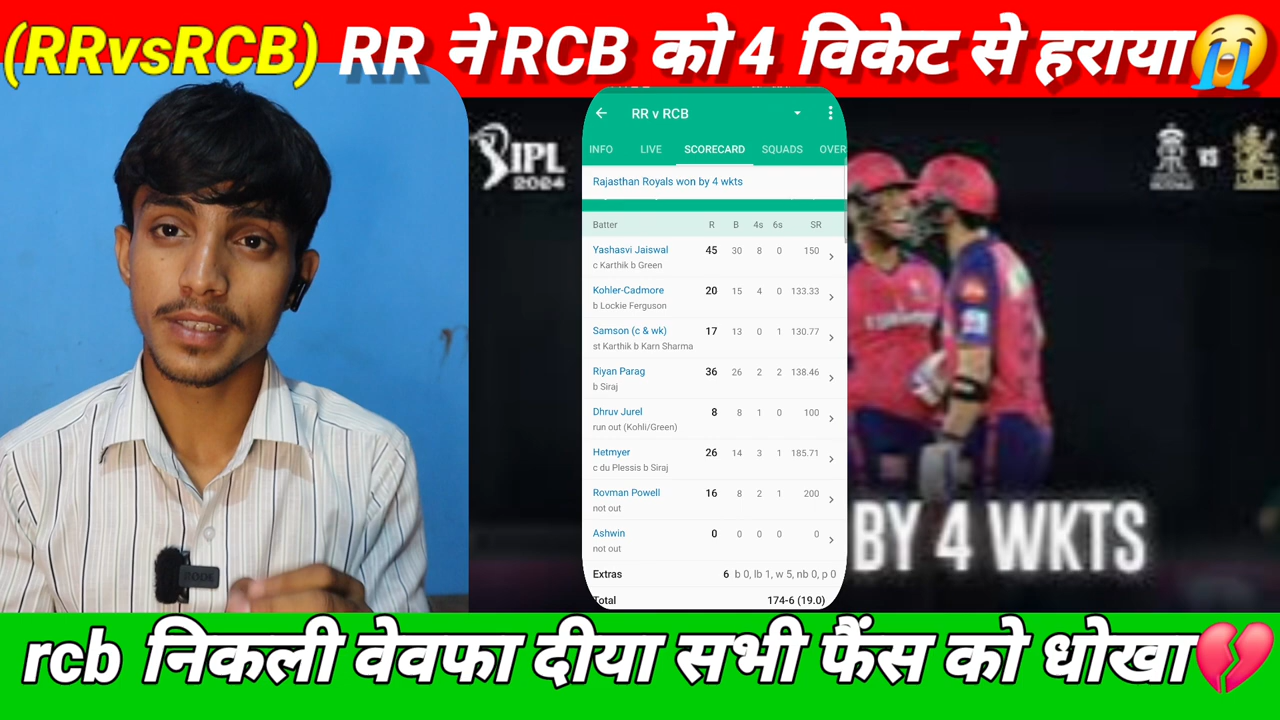 (RRvsRCB) RR ने RCB को 4 विकेट से हराया
IPL
2024
VS
RR v RCB
INFO LIVE SCORECARD SQUADS OVER
Rajasthan Royals won by 4 wkts
Batter R B 4s 6s SR
Yashasvi Jaiswal 45 30 8 0 150
c Karthik b Green
Kohler-Cadmore 20 15 4 0 133.33
b Lockie Ferguson
Samson (c & wk) 17 13 0 1 130.77
st Karthik b Karn Sharma
Riyan Parag 36 26 2 2 138.46
b Siraj
Dhruv Jurel 8 8 1 0 100
run out (Kohli/Green)
Hetmyer 26 14 3 1 185.71
c du Plessis b Siraj
Rovman Powell 16 8 2 1 200
not out
Ashwin 0 0 0 0 0
not out
Extras 6 b 0, lb 1, w 5, nb 0, p 0
Total 174-6 (19.0)
BY 4 WKTS
RODE
rcb निकली वेवफा दीया सभी फैंस को धोखा